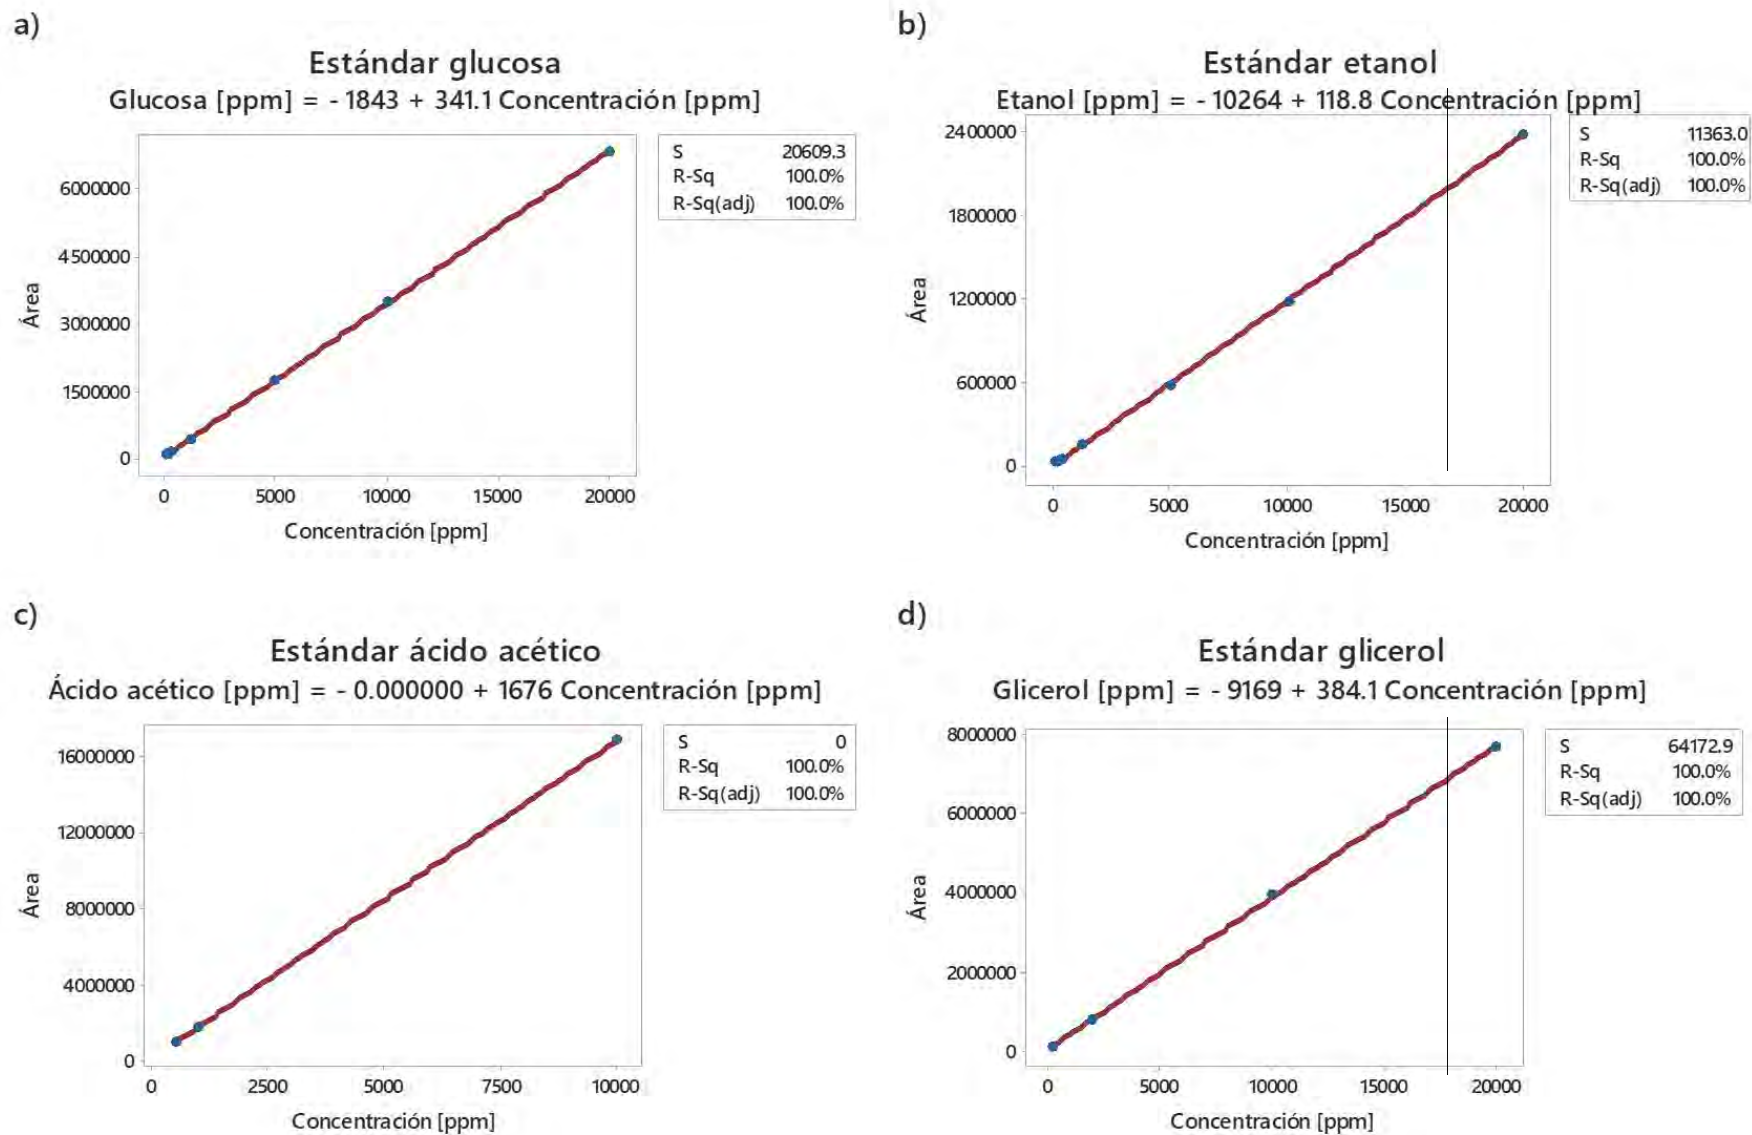 a)
Estándar glucosa
Glucosa [ppm] = - 1843 + 341.1 Concentración [ppm]
S 20609.3
R-Sq 100.0%
R-Sq(adj) 100.0%
Área
6000000
4500000
3000000
1500000
0
0 5000 10000 15000 20000
Concentración [ppm]
b)
Estándar etanol
Etanol [ppm] = - 10264 + 118.8 Concentración [ppm]
S 11363.0
R-Sq 100.0%
R-Sq(adj) 100.0%
Área
2400000
1800000
1200000
600000
0
0 5000 10000 15000 20000
Concentración [ppm]
c)
Estándar ácido acético
Ácido acético [ppm] = - 0.000000 + 1676 Concentración [ppm]
S 0
R-Sq 100.0%
R-Sq(adj) 100.0%
Área
16000000
12000000
8000000
4000000
0
0 2500 5000 7500 10000
Concentración [ppm]
d)
Estándar glicerol
Glicerol [ppm] = - 9169 + 384.1 Concentración [ppm]
S 64172.9
R-Sq 100.0%
R-Sq(adj) 100.0%
Área
8000000
6000000
4000000
2000000
0
0 5000 10000 15000 20000
Concentración [ppm]